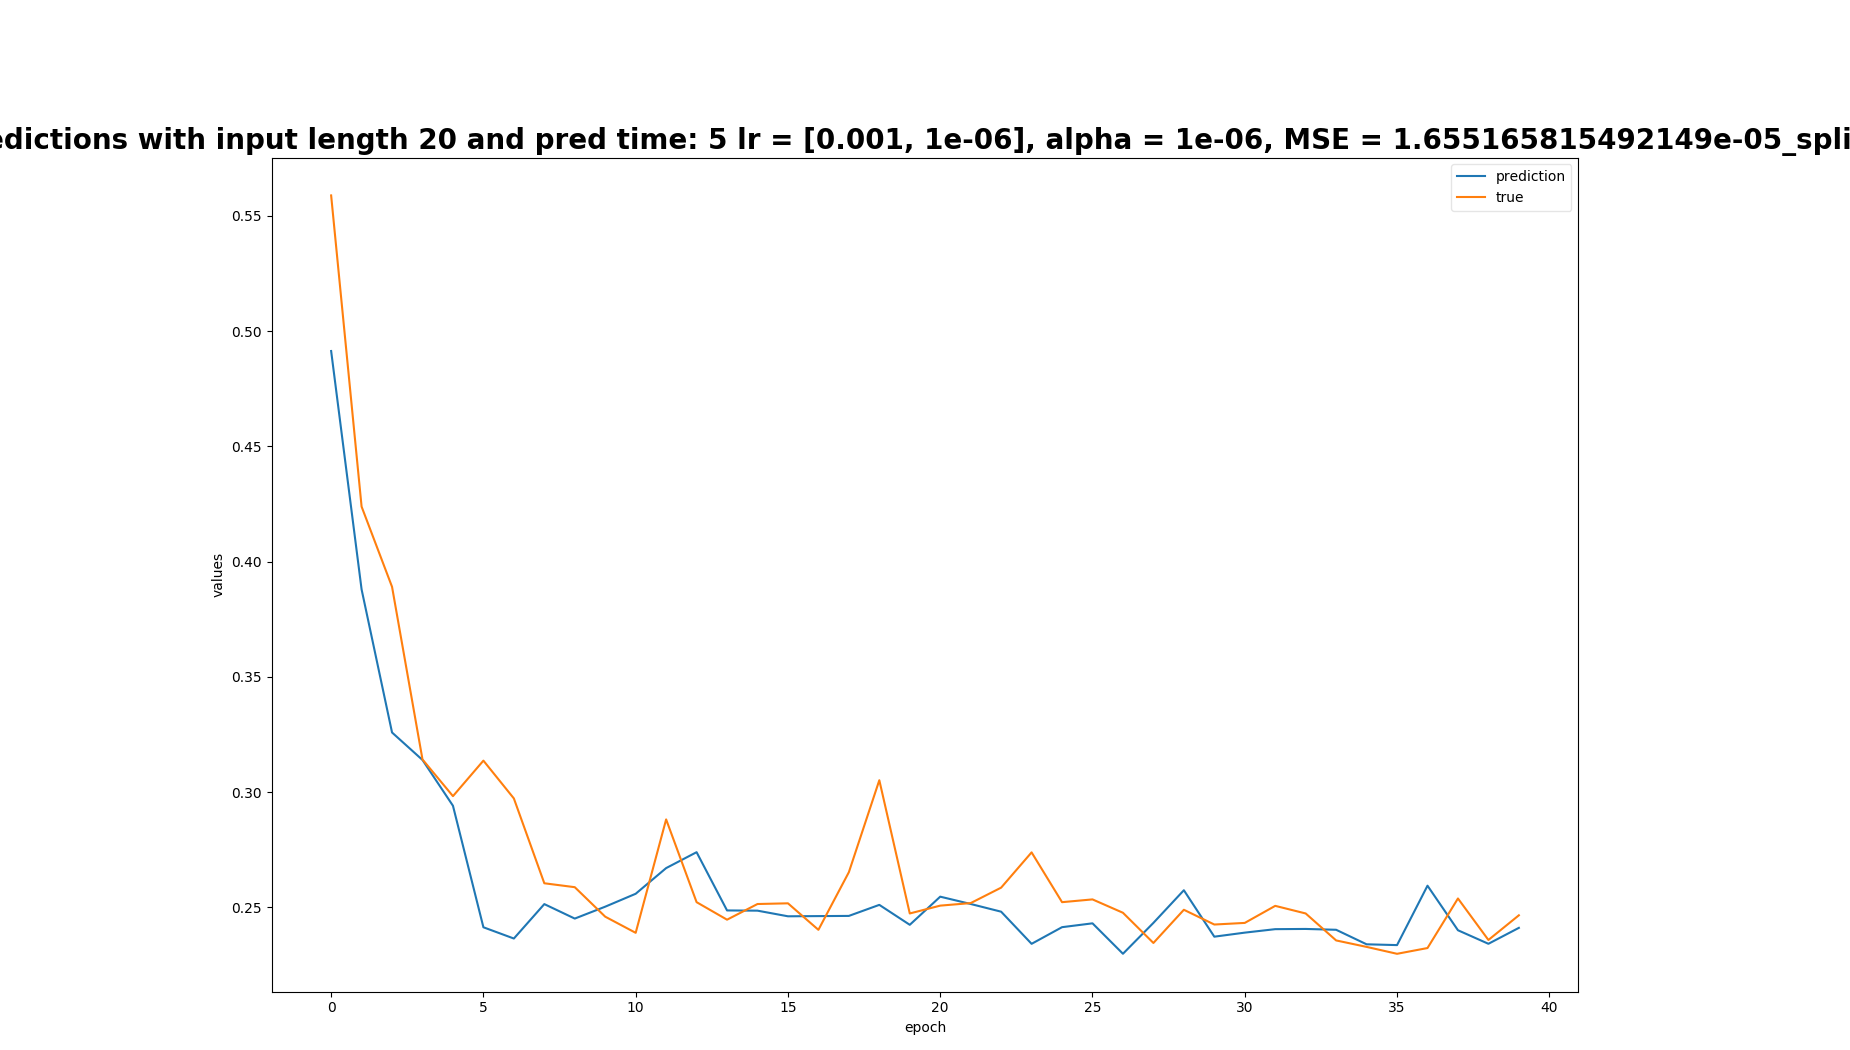 edictions with input length 20 and pred time: 5 lr = [0.001, 1e-06], alpha = 1e-06, MSE = 1.655165815492149e-05_spli
prediction
true
0.55
0.50
0.45
0.40
0.35
0.30
0.25
values
0 5 10 15 20 25 30 35 40
epoch